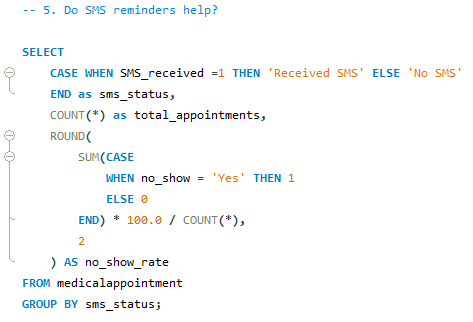 -- 5. Do SMS reminders help?
SELECT
CASE WHEN SMS_received =1 THEN 'Received SMS' ELSE 'No SMS'
END as sms_status,
COUNT(*) as total_appointments,
ROUND(
SUM(CASE
WHEN no_show = 'Yes' THEN 1
ELSE 0
END) * 100.0 / COUNT(*),
2
) AS no_show_rate
FROM medicalappointment
GROUP BY sms_status;